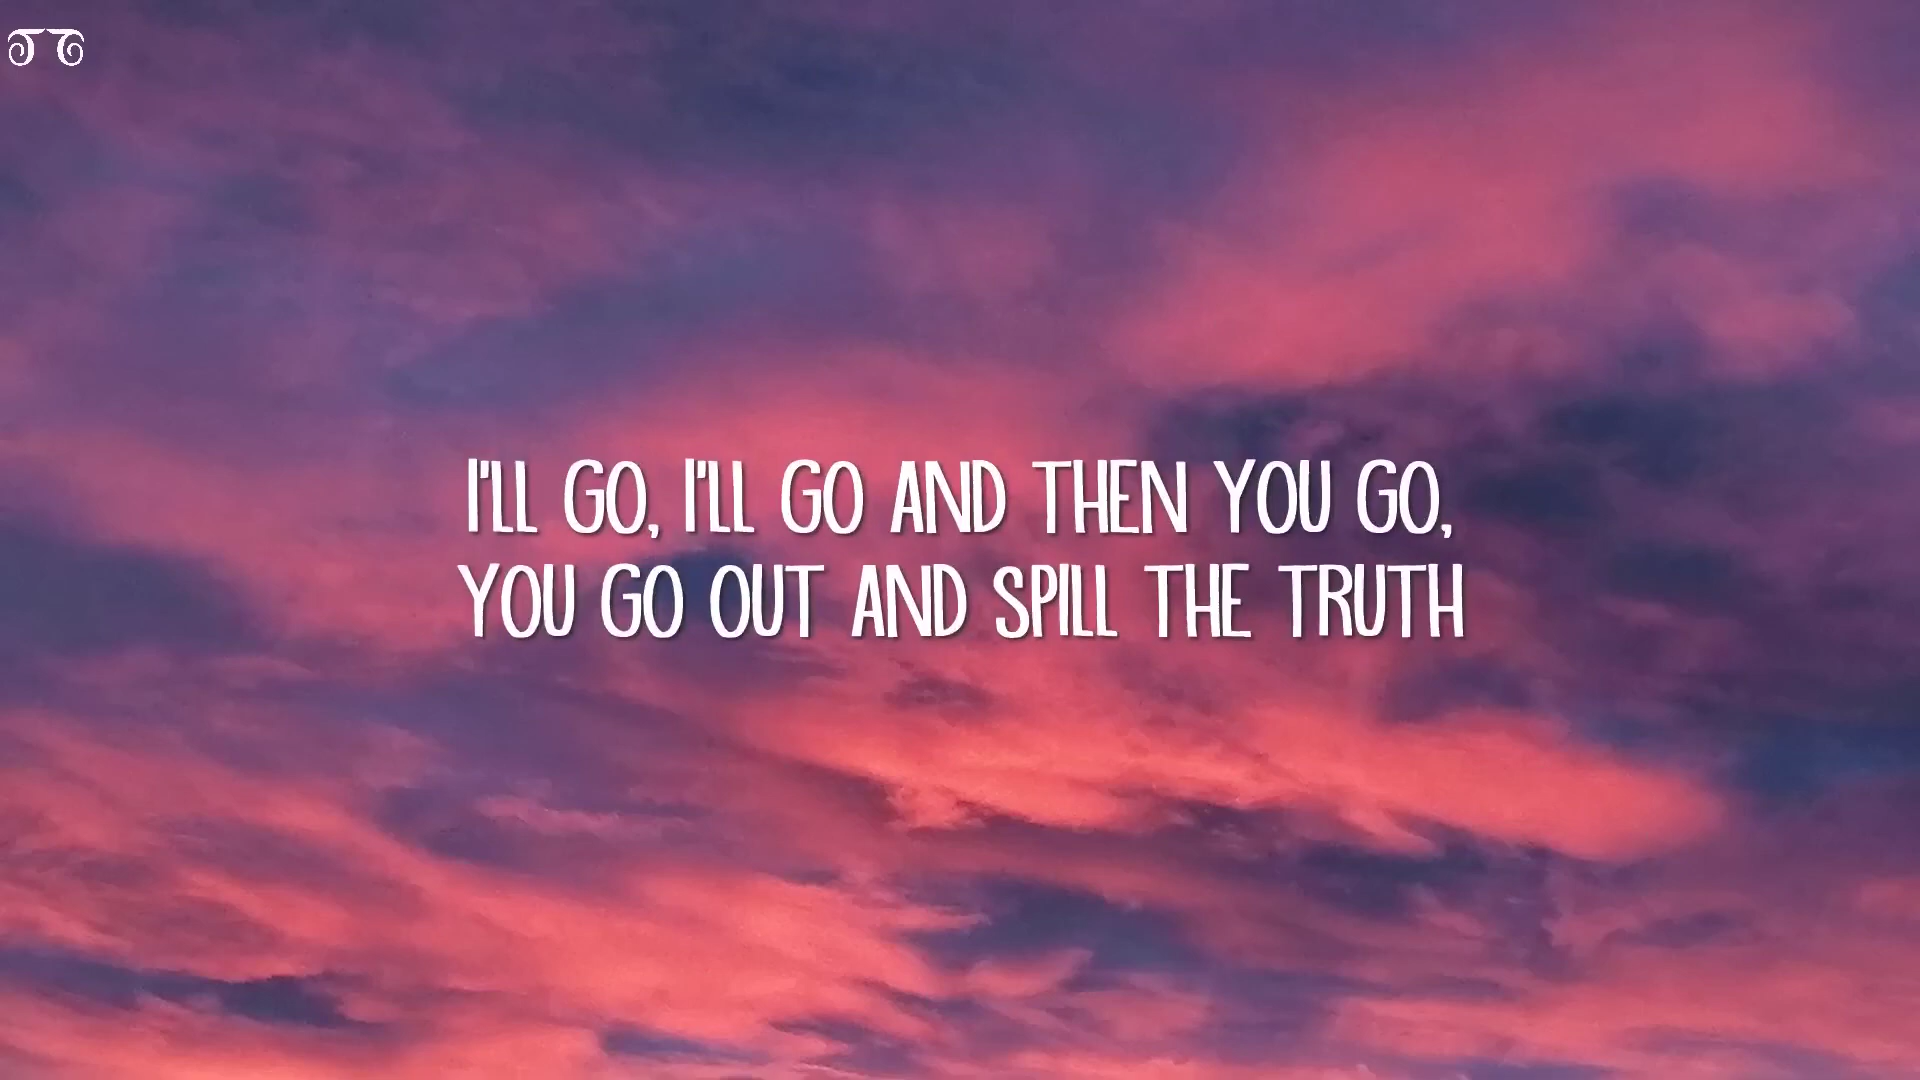 I'LL GO, I'LL GO AND THEN YOU GO,
YOU GO OUT AND SPILL THE TRUTH